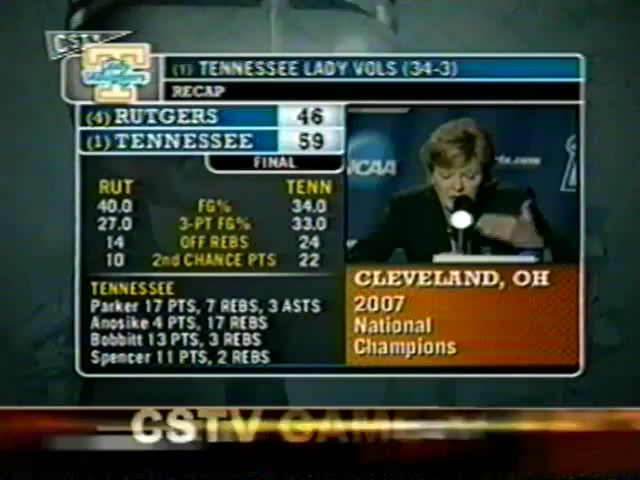 CSTV
T
(1) TENNESSEE LADY VOLS (34-3)
RECAP
(4) RUTGERS 46
(1) TENNESSEE 59
FINAL
NCAA
RUT TENN
40.0 FG% 34.0
27.0 3-PT FG% 33.0
14 OFF REBS 24
10 2nd CHANCE PTS 22
TENNESSEE
Parker 17 PTS, 7 REBS, 3 ASTS
Anosike 4 PTS, 17 REBS
Bobbitt 13 PTS, 3 REBS
Spencer 11 PTS, 2 REBS
CLEVELAND, OH
2007
National
Champions
CSTV GAME